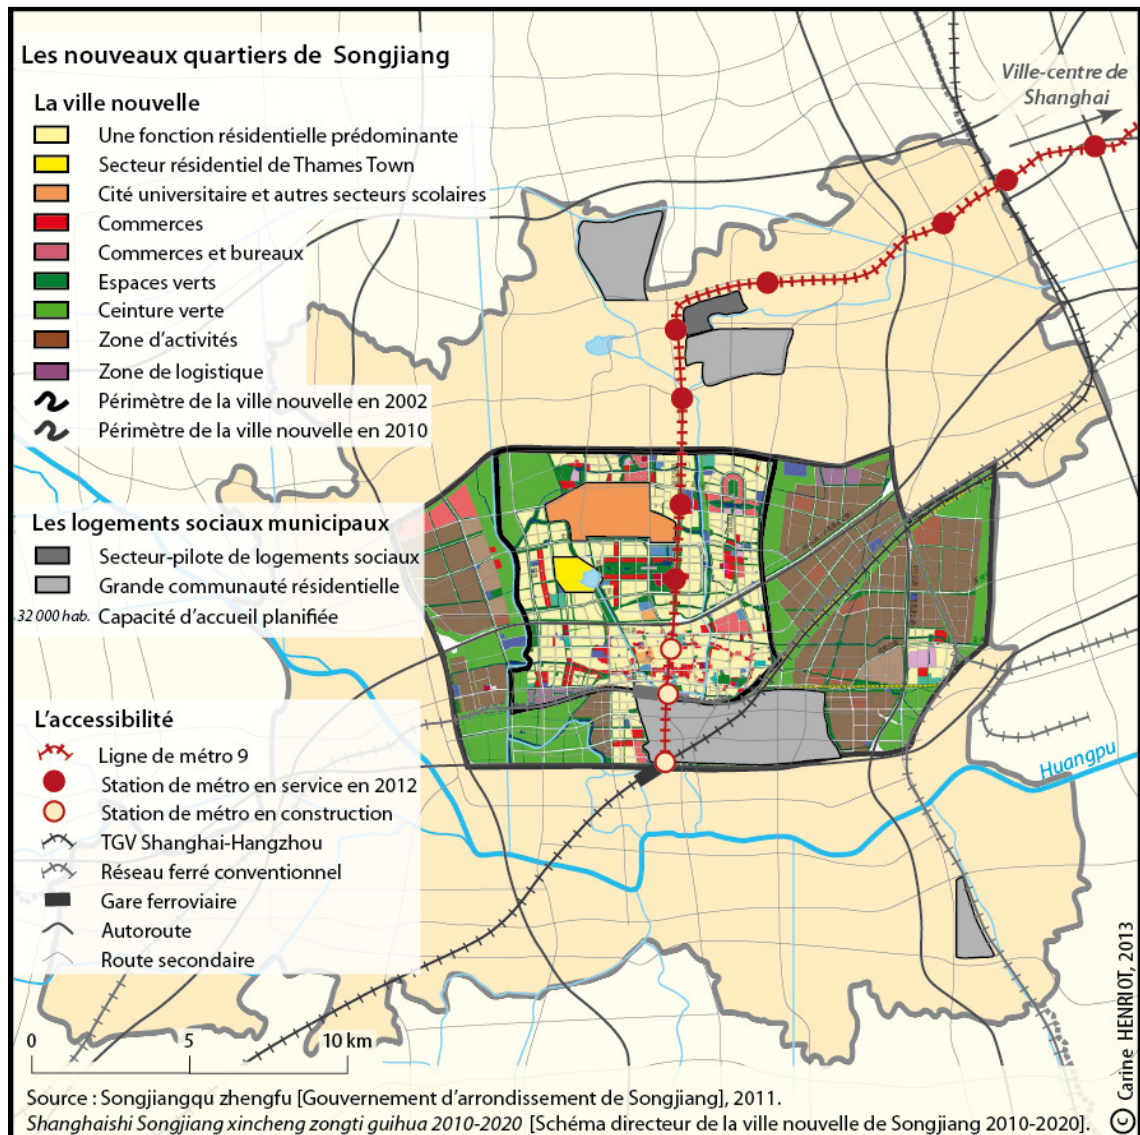 Les nouveaux quartiers de Songjiang
La ville nouvelle
Une fonction résidentielle prédominante
Secteur résidentiel de Thames Town
Cité universitaire et autres secteurs scolaires
Commerces
Commerces et bureaux
Espaces verts
Ceinture verte
Zone d'activités
Zone de logistique
Périmètre de la ville nouvelle en 2002
Périmètre de la ville nouvelle en 2010
Les logements sociaux municipaux
Secteur-pilote de logements sociaux
Grande communauté résidentielle
32 000 hab. Capacité d'accueil planifiée
L'accessibilité
Ligne de métro 9
Station de métro en service en 2012
Station de métro en construction
TGV Shanghai-Hangzhou
Réseau ferré conventionnel
Gare ferroviaire
Autoroute
Route secondaire
Ville-centre de
Shanghai
Huangpu
0 5 10 km
Source : Songjiangqu zhengfu [Gouvernement d'arrondissement de Songjiang], 2011.
Shanghaishi Songjiang xincheng zongti guihua 2010-2020 [Schéma directeur de la ville nouvelle de Songjiang 2010-2020].
© Carine HENRIOT, 2013